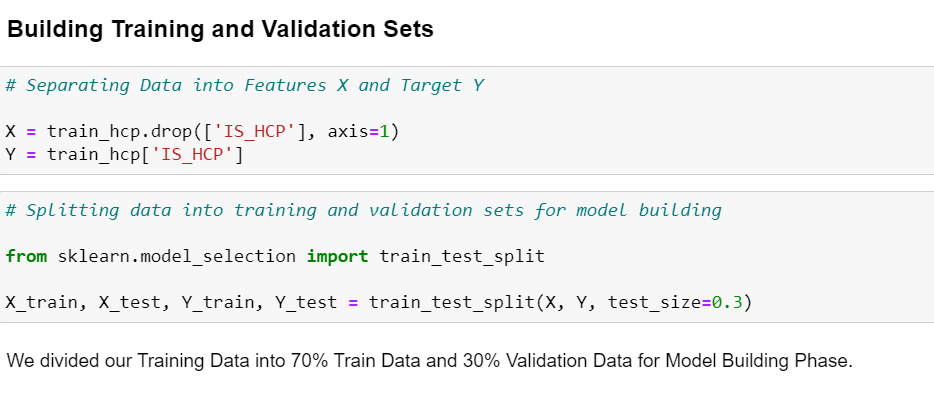 Building Training and Validation Sets
# Separating Data into Features X and Target Y
X = train_hcp.drop(['IS_HCP'], axis=1)
Y = train_hcp['IS_HCP']
# Splitting data into training and validation sets for model building
from sklearn.model_selection import train_test_split
X_train, X_test, Y_train, Y_test = train_test_split(X, Y, test_size=0.3)
We divided our Training Data into 70% Train Data and 30% Validation Data for Model Building Phase.